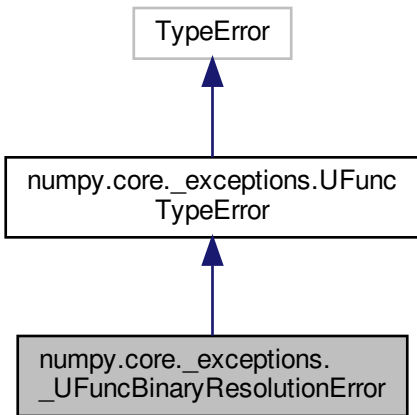 TypeError
numpy.core._exceptions.UFunc
TypeError
numpy.core._exceptions.
_UFuncBinaryResolutionError